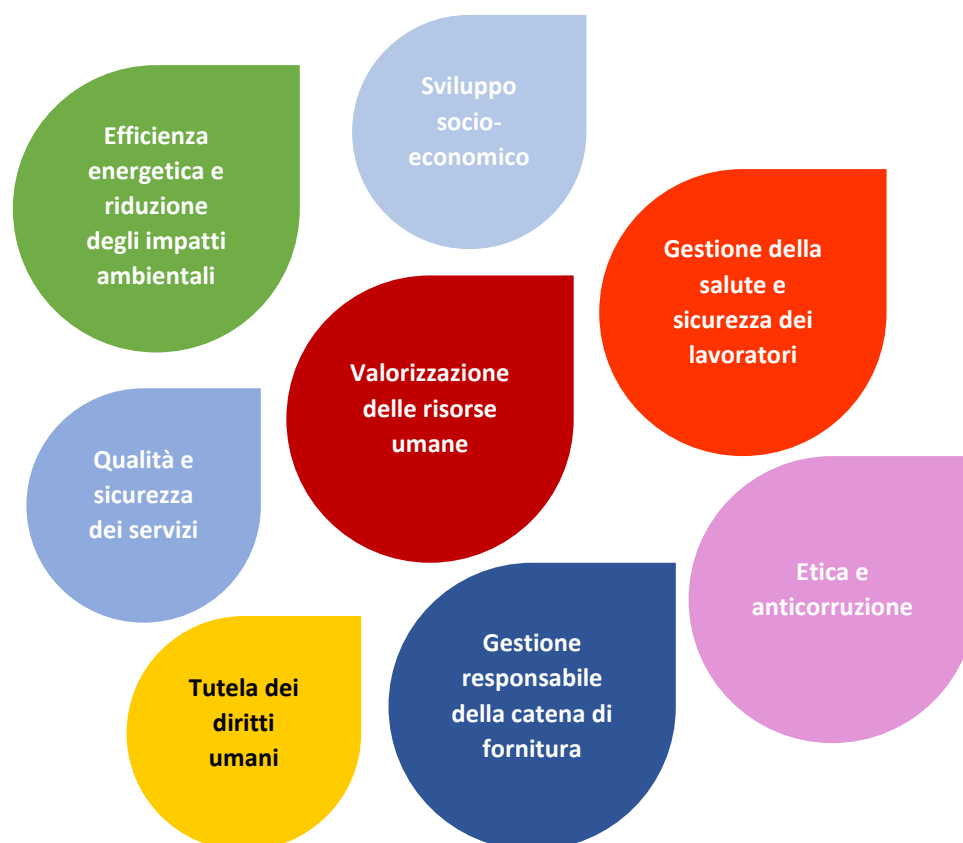 Sviluppo
socio-
economico
Efficienza
energetica e
riduzione
degli impatti
ambientali
Gestione della
salute e
sicurezza dei
lavoratori
Valorizzazione
delle risorse
umane
Qualità e
sicurezza
dei servizi
Etica e
anticorruzione
Gestione
responsabile
della catena di
fornitura
Tutela dei
diritti
umani